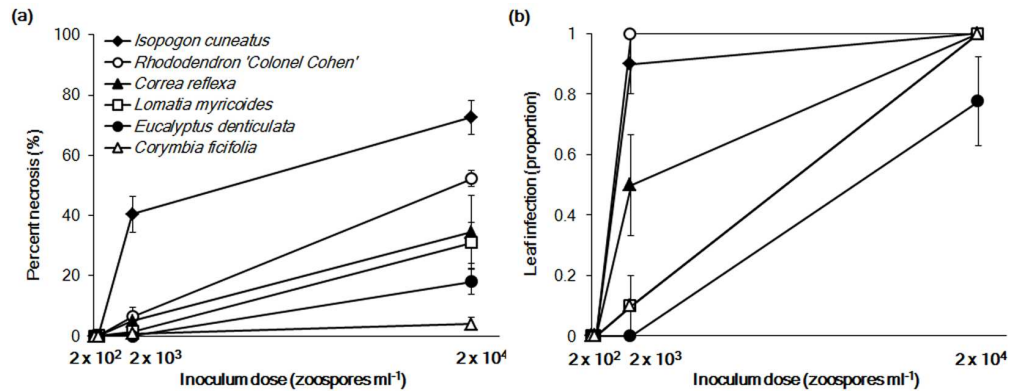 (a)
100
80
60
40
20
0
Percent necrosis (%)
Isopogon cuneatus
Rhododendron 'Colonel Cohen'
Correa reflexa
Lomatia myricoides
Eucalyptus denticulata
Corymbia ficifolia
2 x 10² 2 x 10³ 2 x 10⁴
Inoculum dose (zoospores ml⁻¹)
(b)
1
0.8
0.6
0.4
0.2
0
Leaf infection (proportion)
2 x 10² 2 x 10³ 2 x 10⁴
Inoculum dose (zoospores ml⁻¹)